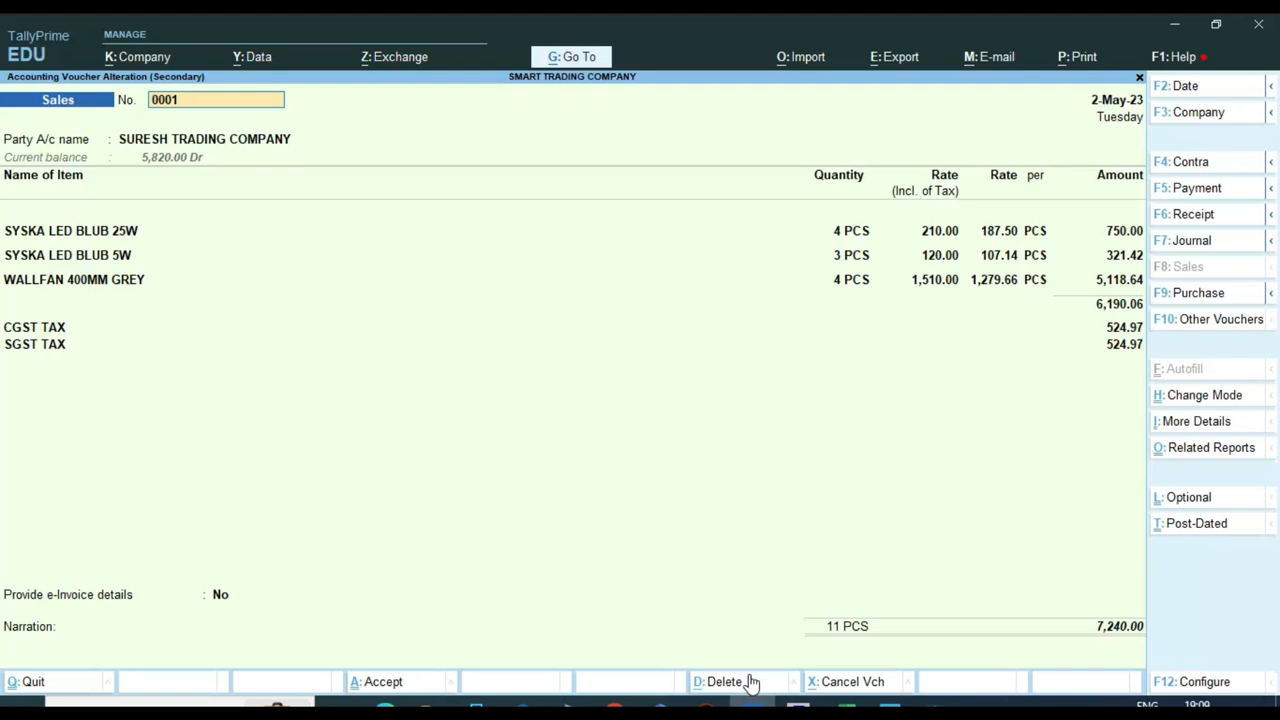 TallyPrime
EDU
MANAGE
K: Company
Y: Data
Z: Exchange
G: Go To
O: Import
E: Export
M: E-mail
P: Print
F1: Help
Accounting Voucher Alteration (Secondary)
SMART TRADING COMPANY
Sales No. 0001
2-May-23
Tuesday
Party A/c name : SURESH TRADING COMPANY
Current balance : 5,820.00 Dr
Name of Item Quantity Rate Rate per Amount
(Incl. of Tax)
SYSKA LED BLUB 25W 4 PCS 210.00 187.50 PCS 750.00
SYSKA LED BLUB 5W 3 PCS 120.00 107.14 PCS 321.42
WALLFAN 400MM GREY 4 PCS 1,510.00 1,279.66 PCS 5,118.64
6,190.06
CGST TAX 524.97
SGST TAX 524.97
Provide e-Invoice details : No
Narration: 11 PCS 7,240.00
F2: Date
F3: Company
F4: Contra
F5: Payment
F6: Receipt
F7: Journal
F8: Sales
F9: Purchase
F10: Other Vouchers
F: Autofill
H: Change Mode
I: More Details
O: Related Reports
L: Optional
T: Post-Dated
Q: Quit
A: Accept
D: Delete
X: Cancel Vch
F12: Configure
ENG 19:09